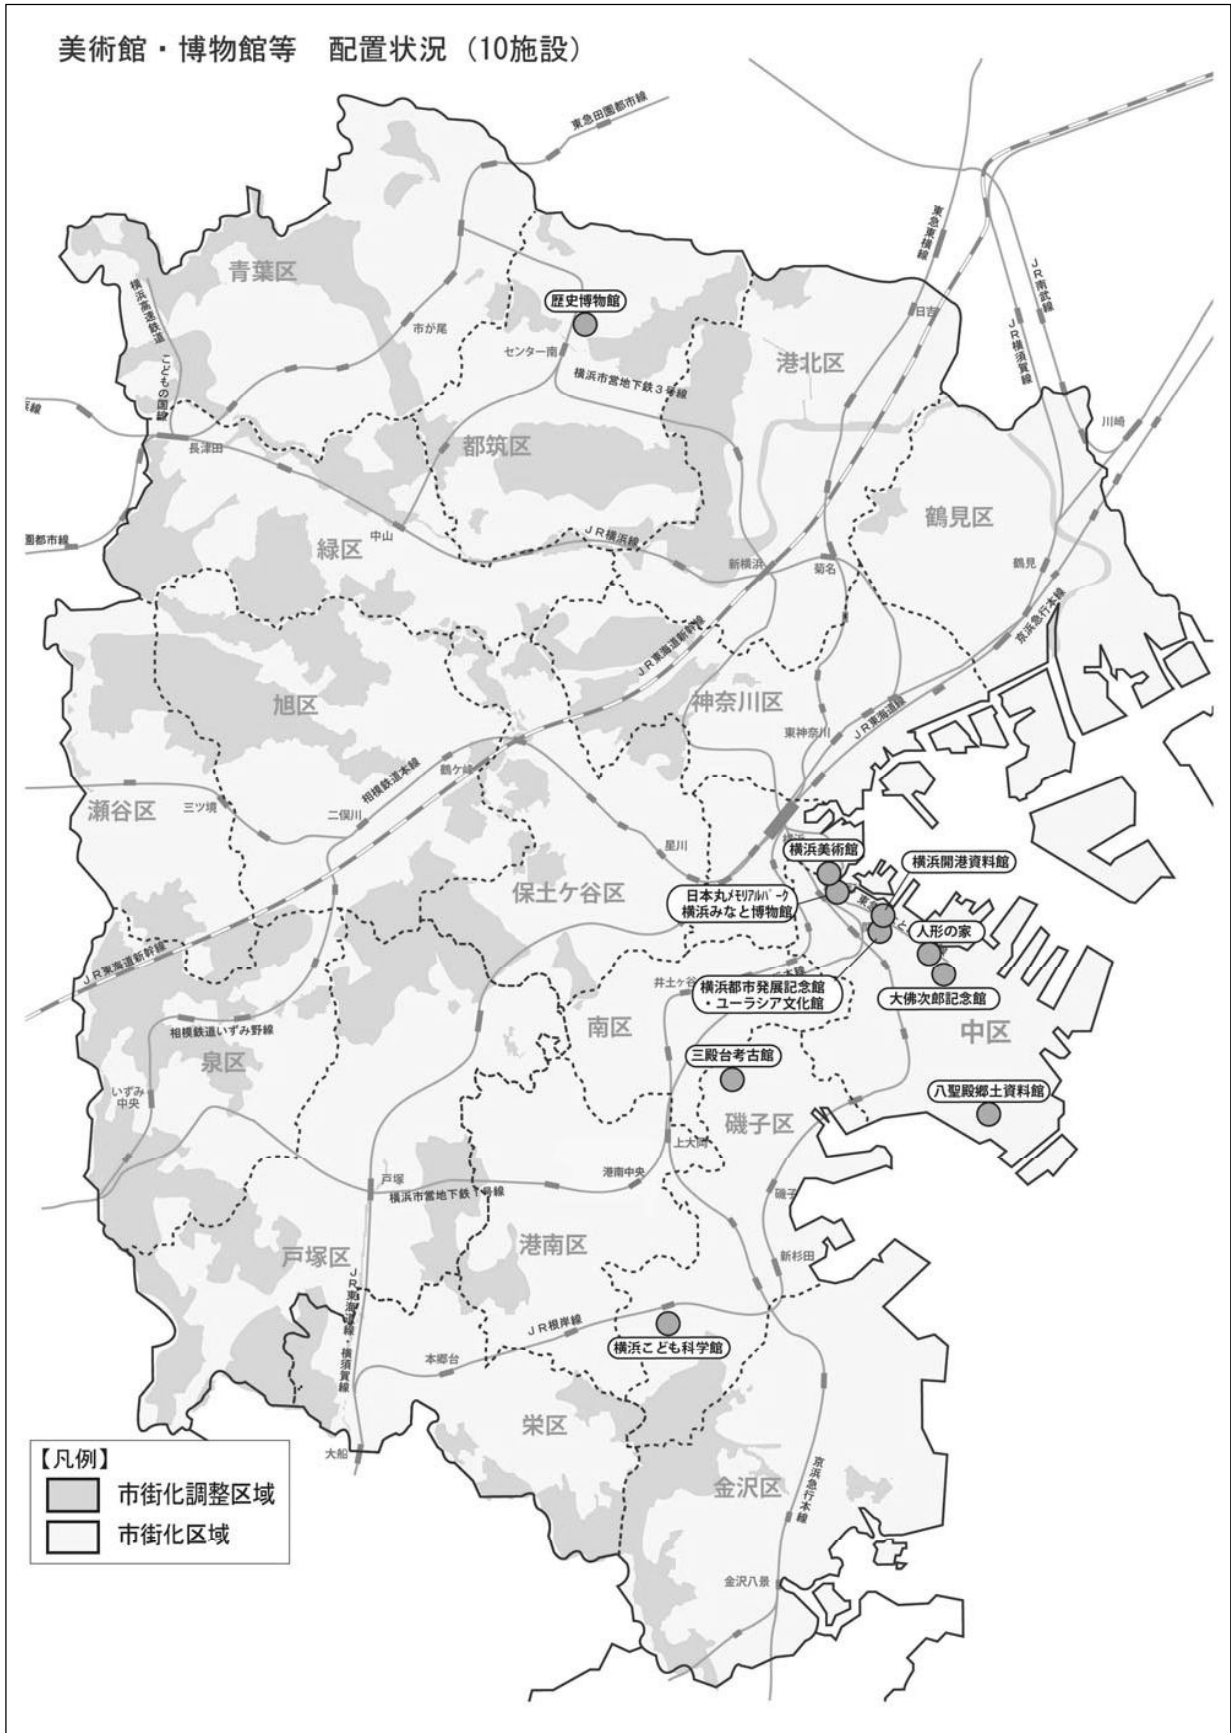 美術館・博物館等　配置状況（10施設）
東急田園都市線
東急東横線
JR南武線
JR横須賀線
青葉区
横浜高速鉄道
こどもの国線
市が尾
歴史博物館
センター南
日吉
港北区
横浜市営地下鉄3号線
川崎
浜線
長津田
都筑区
鶴見区
園都市線
緑区
中山
JR横浜線
新横浜
菊名
鶴見
京浜急行本線
JR東海道新幹線
旭区
神奈川区
東神奈川
JR東海道線
鶴ケ峰
相模鉄道本線
瀬谷区
三ツ境
二俣川
星川
横浜美術館
横浜開港資料館
保土ケ谷区
日本丸メモリアルパーク
横浜みなと博物館
人形の家
JR東海道新幹線
井土ヶ谷
横浜都市発展記念館
・ユーラシア文化館
大佛次郎記念館
相模鉄道いずみ野線
南区
中区
泉区
三殿台考古館
いずみ
中央
八聖殿郷土資料館
磯子区
上大岡
戸塚
港南中央
横浜市営地下鉄1号線
磯子
戸塚区
港南区
新杉田
JR東海道線・横須賀線
JR根岸線
横浜こども科学館
本郷台
栄区
大船
【凡例】
市街化調整区域
市街化区域
金沢区
京浜急行本線
金沢八景